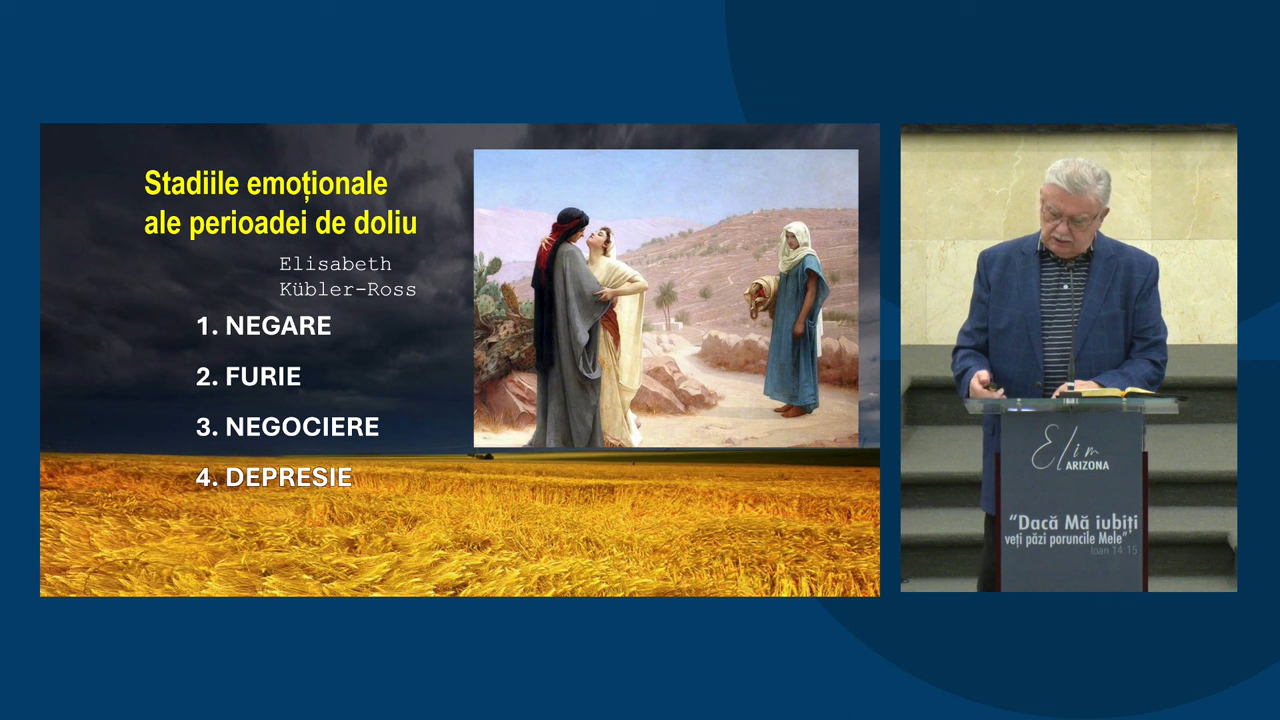 Stadiile emoționale
ale perioadei de doliu
Elisabeth
Kübler-Ross
1. NEGARE
2. FURIE
3. NEGOCIERE
4. DEPRESIE
Elim
ARIZONA
“Dacă Mă iubiți
veți păzi poruncile Mele”
Ioan 14:15